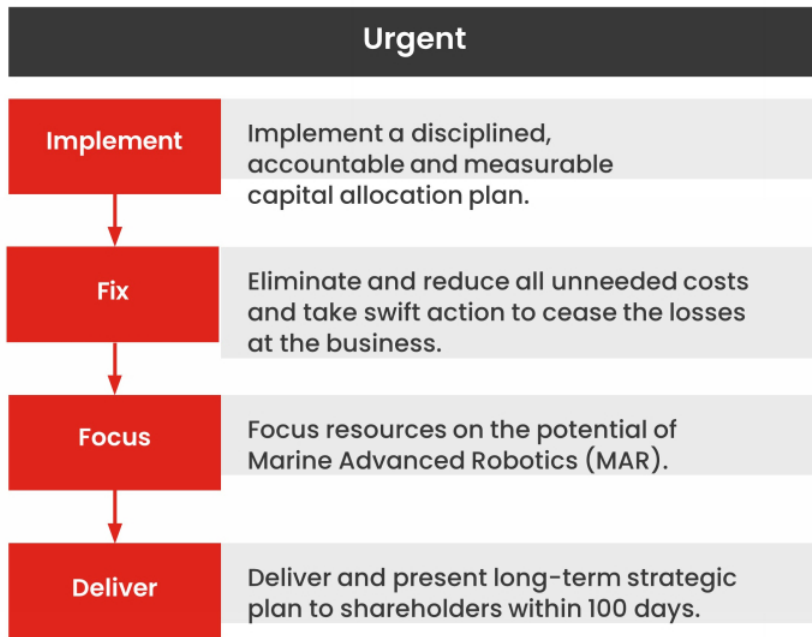 Urgent
Implement
Implement a disciplined,
accountable and measurable
capital allocation plan.
Fix
Eliminate and reduce all unneeded costs
and take swift action to cease the losses
at the business.
Focus
Focus resources on the potential of
Marine Advanced Robotics (MAR).
Deliver
Deliver and present long-term strategic
plan to shareholders within 100 days.